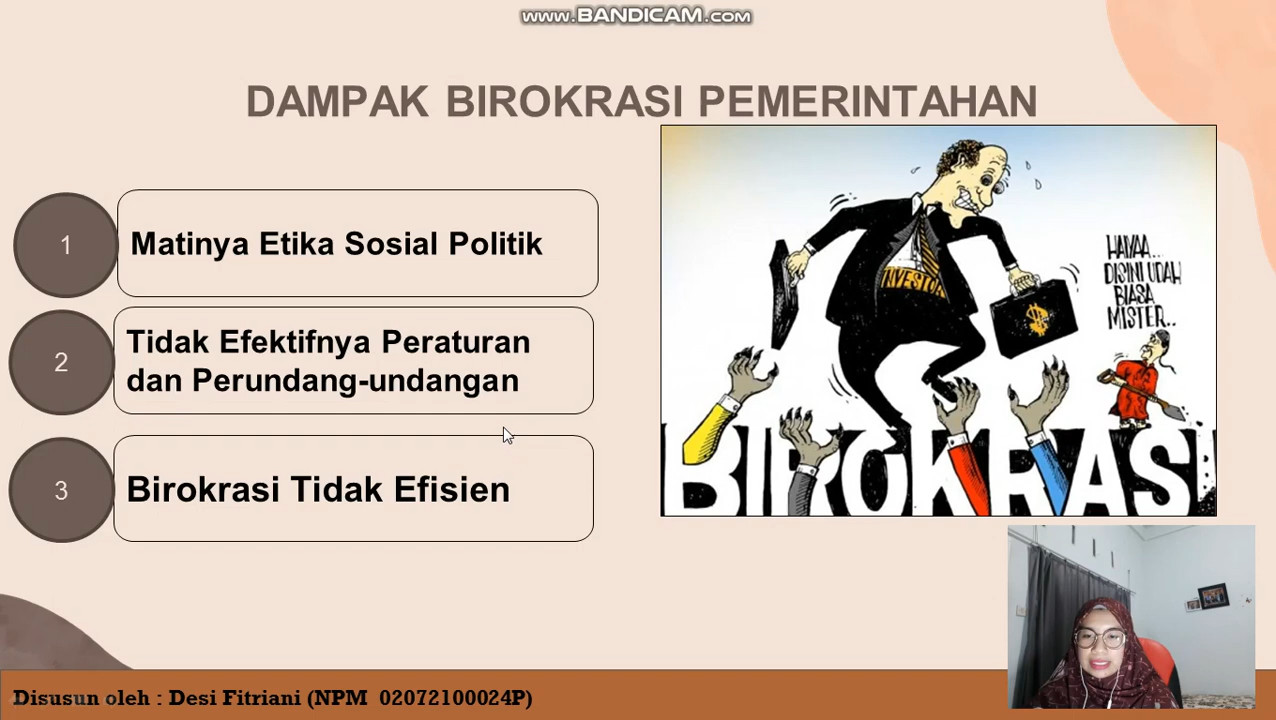 www.BANDICAM.com
DAMPAK BIROKRASI PEMERINTAHAN
1
Matinya Etika Sosial Politik
2
Tidak Efektifnya Peraturan
dan Perundang-undangan
3
Birokrasi Tidak Efisien
INVESTOR
HAIYAA...
DISINI UDAH
BIASA
MISTER..
BIROKRASI
Disusun oleh : Desi Fitriani (NPM 02072100024P)